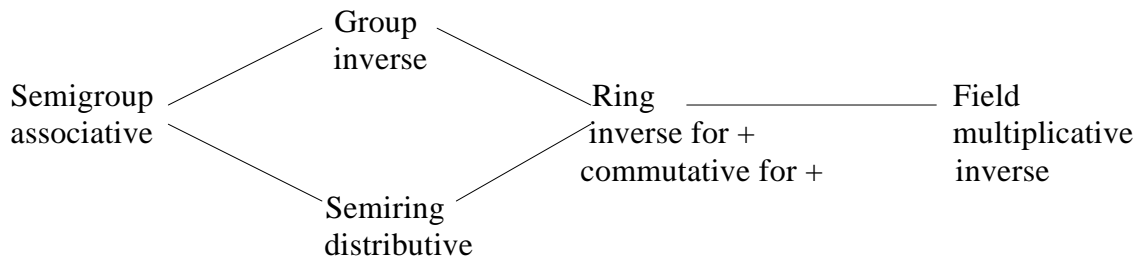 Group
inverse
Semigroup
associative
Ring
inverse for +
commutative for +
Field
multiplicative
inverse
Semiring
distributive